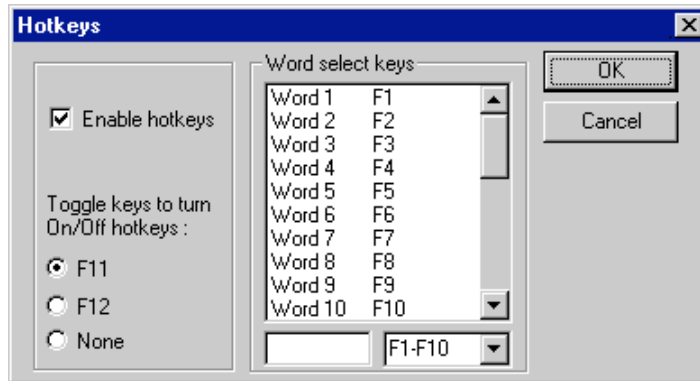 Hotkeys
Enable hotkeys
Toggle keys to turn
On/Off hotkeys :
F11
F12
None
Word select keys
Word 1 F1
Word 2 F2
Word 3 F3
Word 4 F4
Word 5 F5
Word 6 F6
Word 7 F7
Word 8 F8
Word 9 F9
Word 10 F10
F1-F10
OK
Cancel